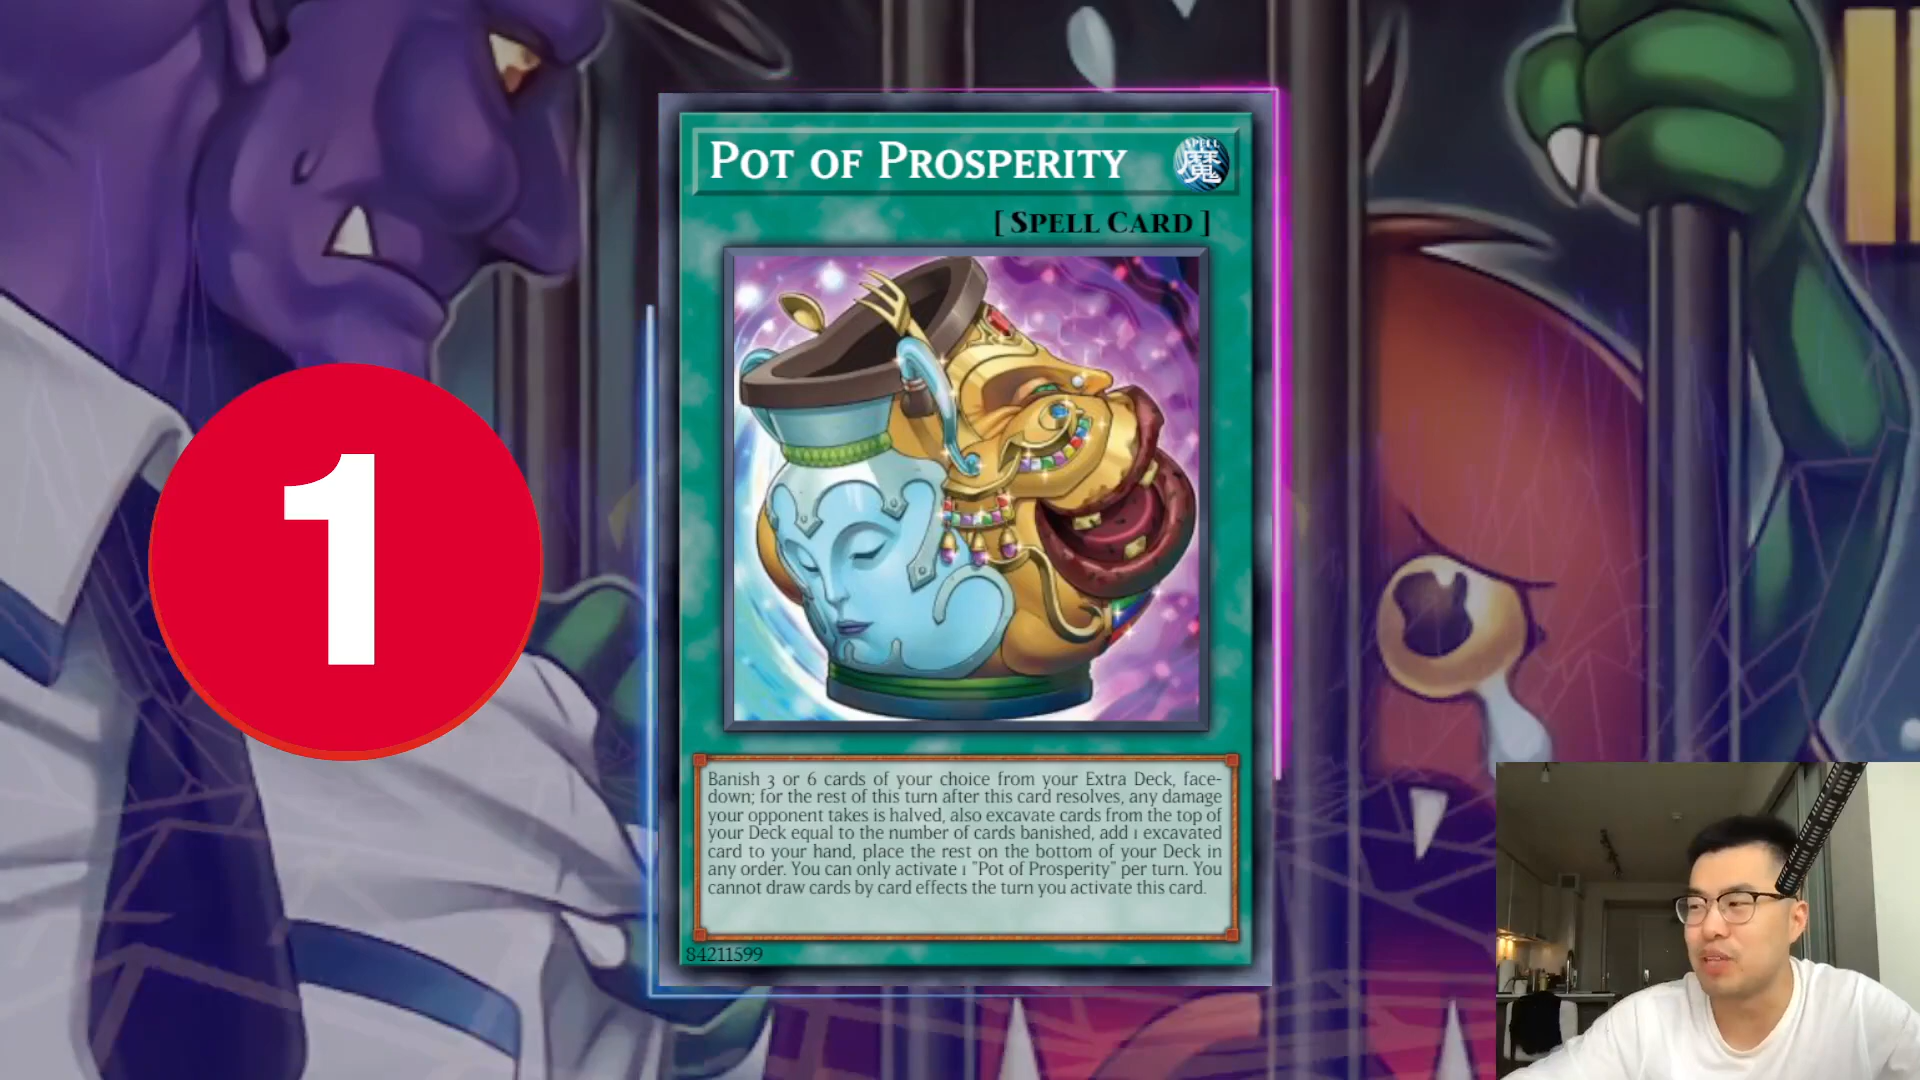 POT OF PROSPERITY
SPELL
魔
[ SPELL CARD ]
1
Banish 3 or 6 cards of your choice from your Extra Deck, face-
down; for the rest of this turn after this card resolves, any damage
your opponent takes is halved, also excavate cards from the top of
your Deck equal to the number of cards banished, add 1 excavated
card to your hand, place the rest on the bottom of your Deck in
any order. You can only activate 1 "Pot of Prosperity" per turn. You
cannot draw cards by card effects the turn you activate this card.
84211599